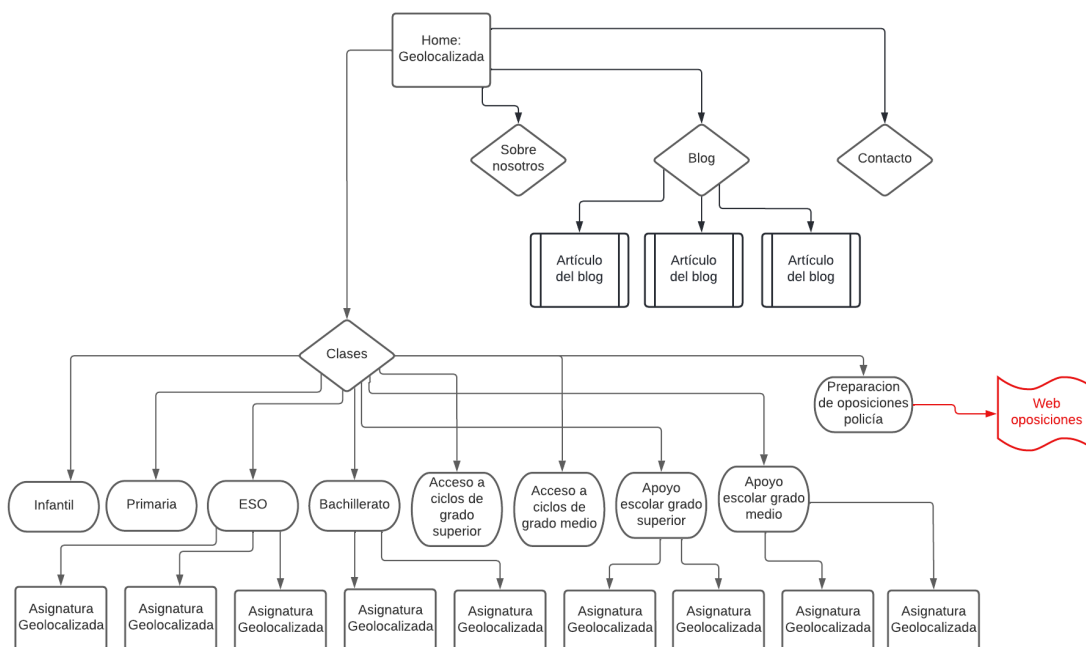 Home:
Geolocalizada
Sobre
nosotros
Blog
Contacto
Artículo
del blog
Artículo
del blog
Artículo
del blog
Clases
Preparacion
de oposiciones
policía
Web
oposiciones
Infantil
Primaria
ESO
Bachillerato
Acceso a
ciclos de
grado
superior
Acceso a
ciclos de
grado medio
Apoyo
escolar grado
superior
Apoyo
escolar grado
medio
Asignatura
Geolocalizada
Asignatura
Geolocalizada
Asignatura
Geolocalizada
Asignatura
Geolocalizada
Asignatura
Geolocalizada
Asignatura
Geolocalizada
Asignatura
Geolocalizada
Asignatura
Geolocalizada
Asignatura
Geolocalizada